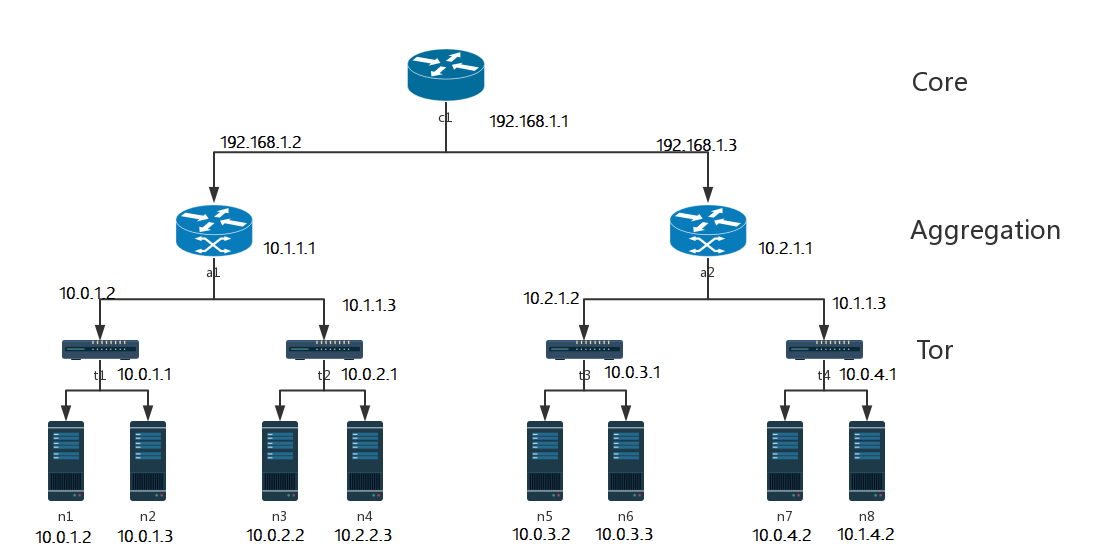 Core
c1
192.168.1.1
192.168.1.2
192.168.1.3
Aggregation
10.1.1.1
10.2.1.1
a1
a2
10.0.1.2
10.1.1.3
10.2.1.2
10.1.1.3
Tor
t1
10.0.1.1
t2
10.0.2.1
t3
10.0.3.1
t4
10.0.4.1
n1
n2
n3
n4
n5
n6
n7
n8
10.0.1.2
10.0.1.3
10.0.2.2
10.2.2.3
10.0.3.2
10.0.3.3
10.0.4.2
10.1.4.2